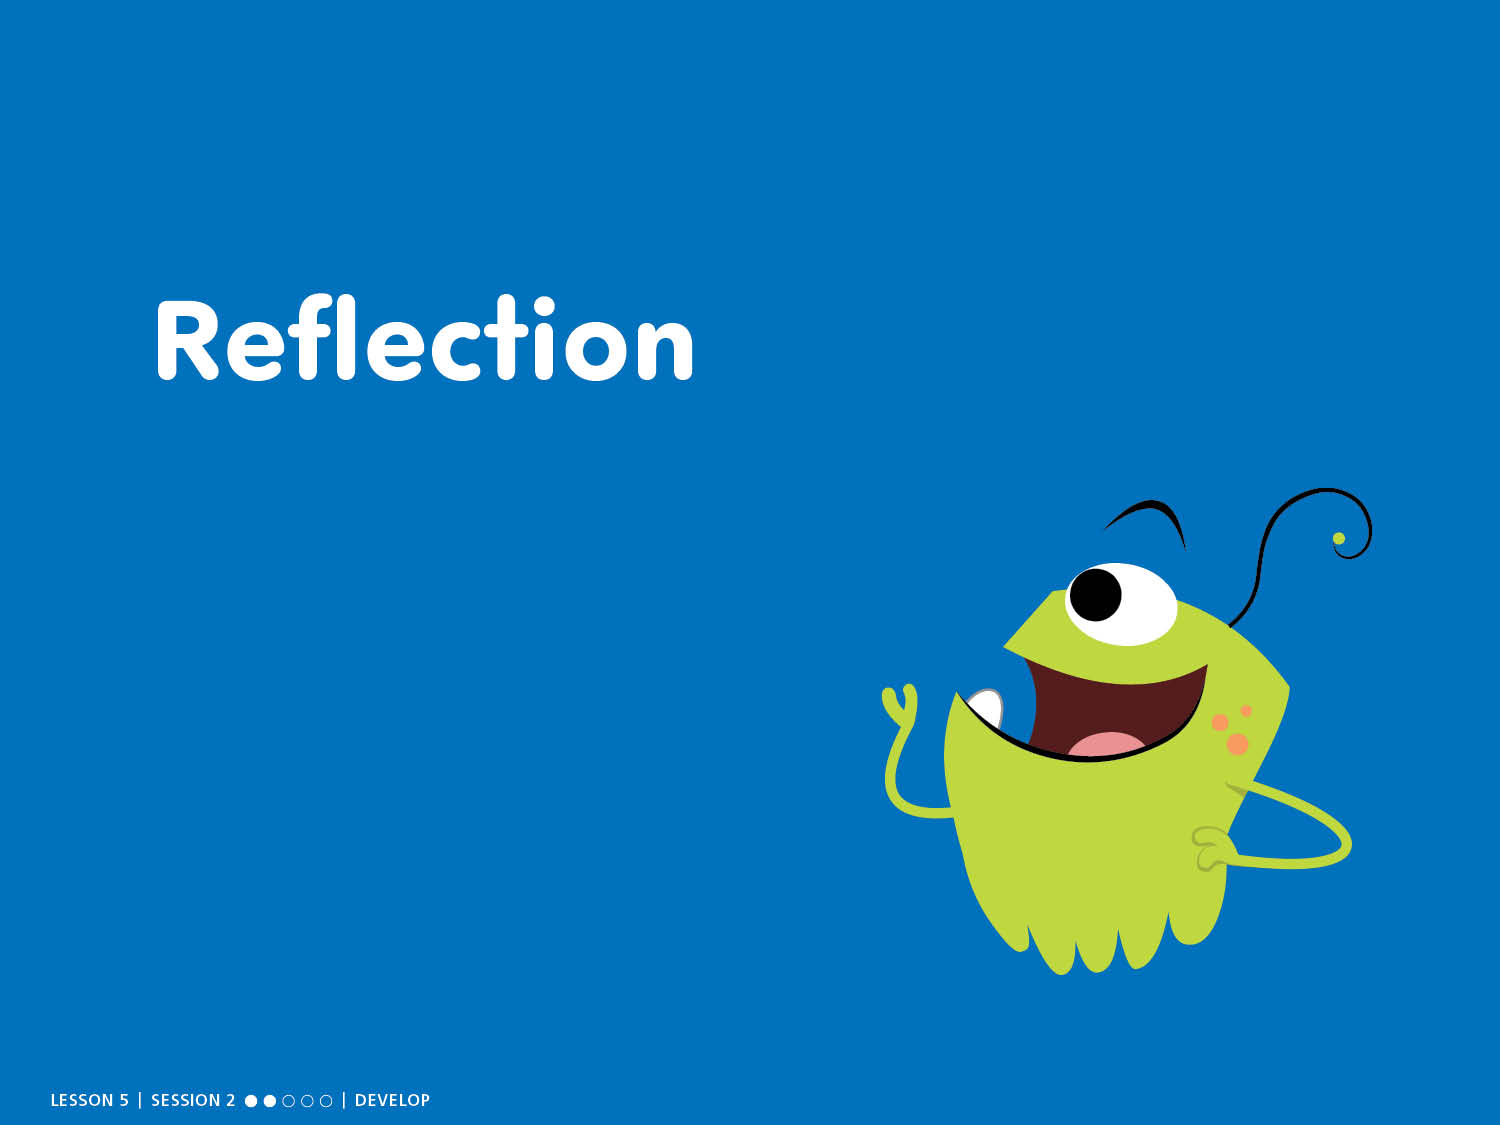 Reflection
LESSON 5 | SESSION 2 ●●○○○ | DEVELOP